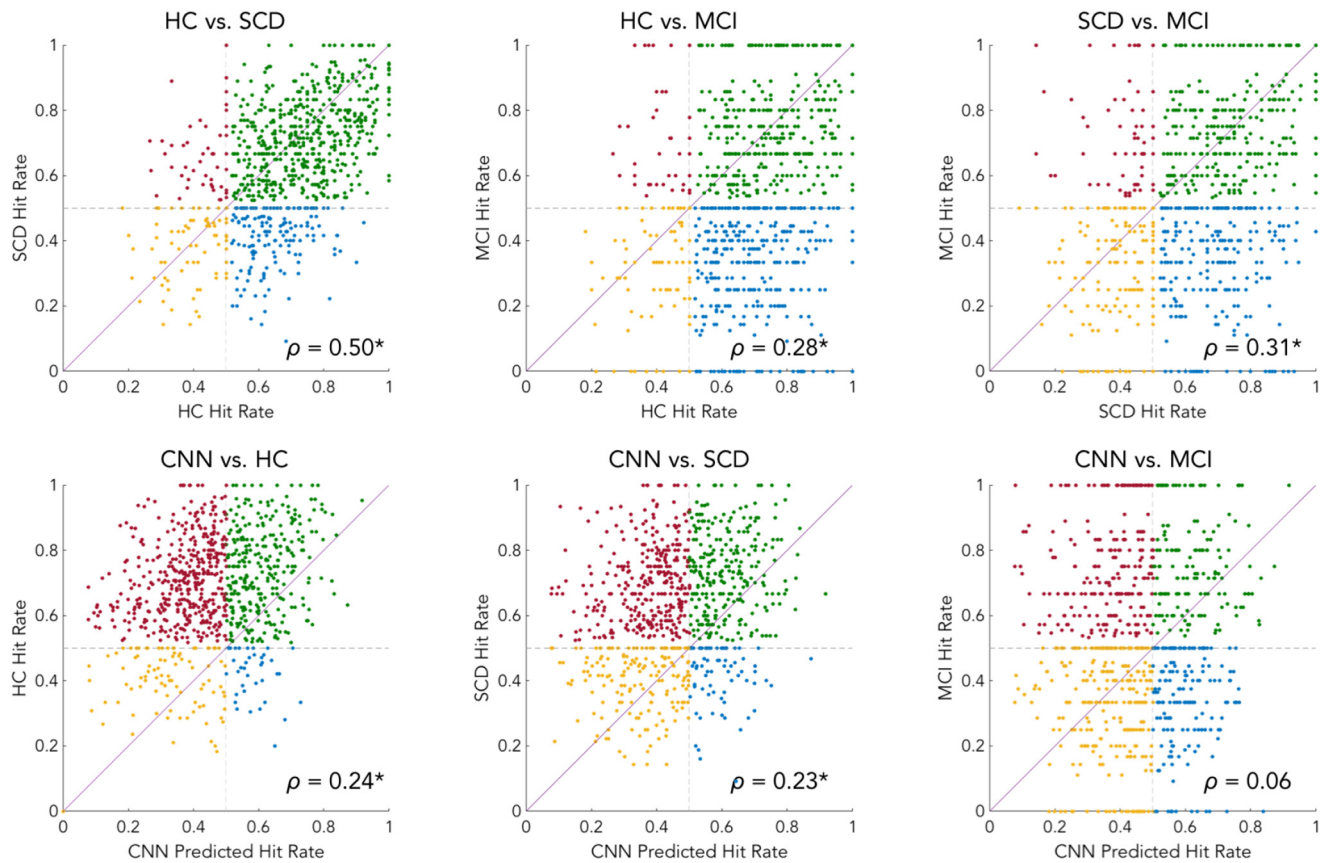 HC vs. SCD
SCD Hit Rate
1
0.8
0.6
0.4
0.2
0
ρ = 0.50*
0 0.2 0.4 0.6 0.8 1
HC Hit Rate
HC vs. MCI
MCI Hit Rate
1
0.8
0.6
0.4
0.2
0
ρ = 0.28*
0 0.2 0.4 0.6 0.8 1
HC Hit Rate
SCD vs. MCI
MCI Hit Rate
1
0.8
0.6
0.4
0.2
0
ρ = 0.31*
0 0.2 0.4 0.6 0.8 1
SCD Hit Rate
CNN vs. HC
HC Hit Rate
1
0.8
0.6
0.4
0.2
0
ρ = 0.24*
0 0.2 0.4 0.6 0.8 1
CNN Predicted Hit Rate
CNN vs. SCD
SCD Hit Rate
1
0.8
0.6
0.4
0.2
0
ρ = 0.23*
0 0.2 0.4 0.6 0.8 1
CNN Predicted Hit Rate
CNN vs. MCI
MCI Hit Rate
1
0.8
0.6
0.4
0.2
0
ρ = 0.06
0 0.2 0.4 0.6 0.8 1
CNN Predicted Hit Rate